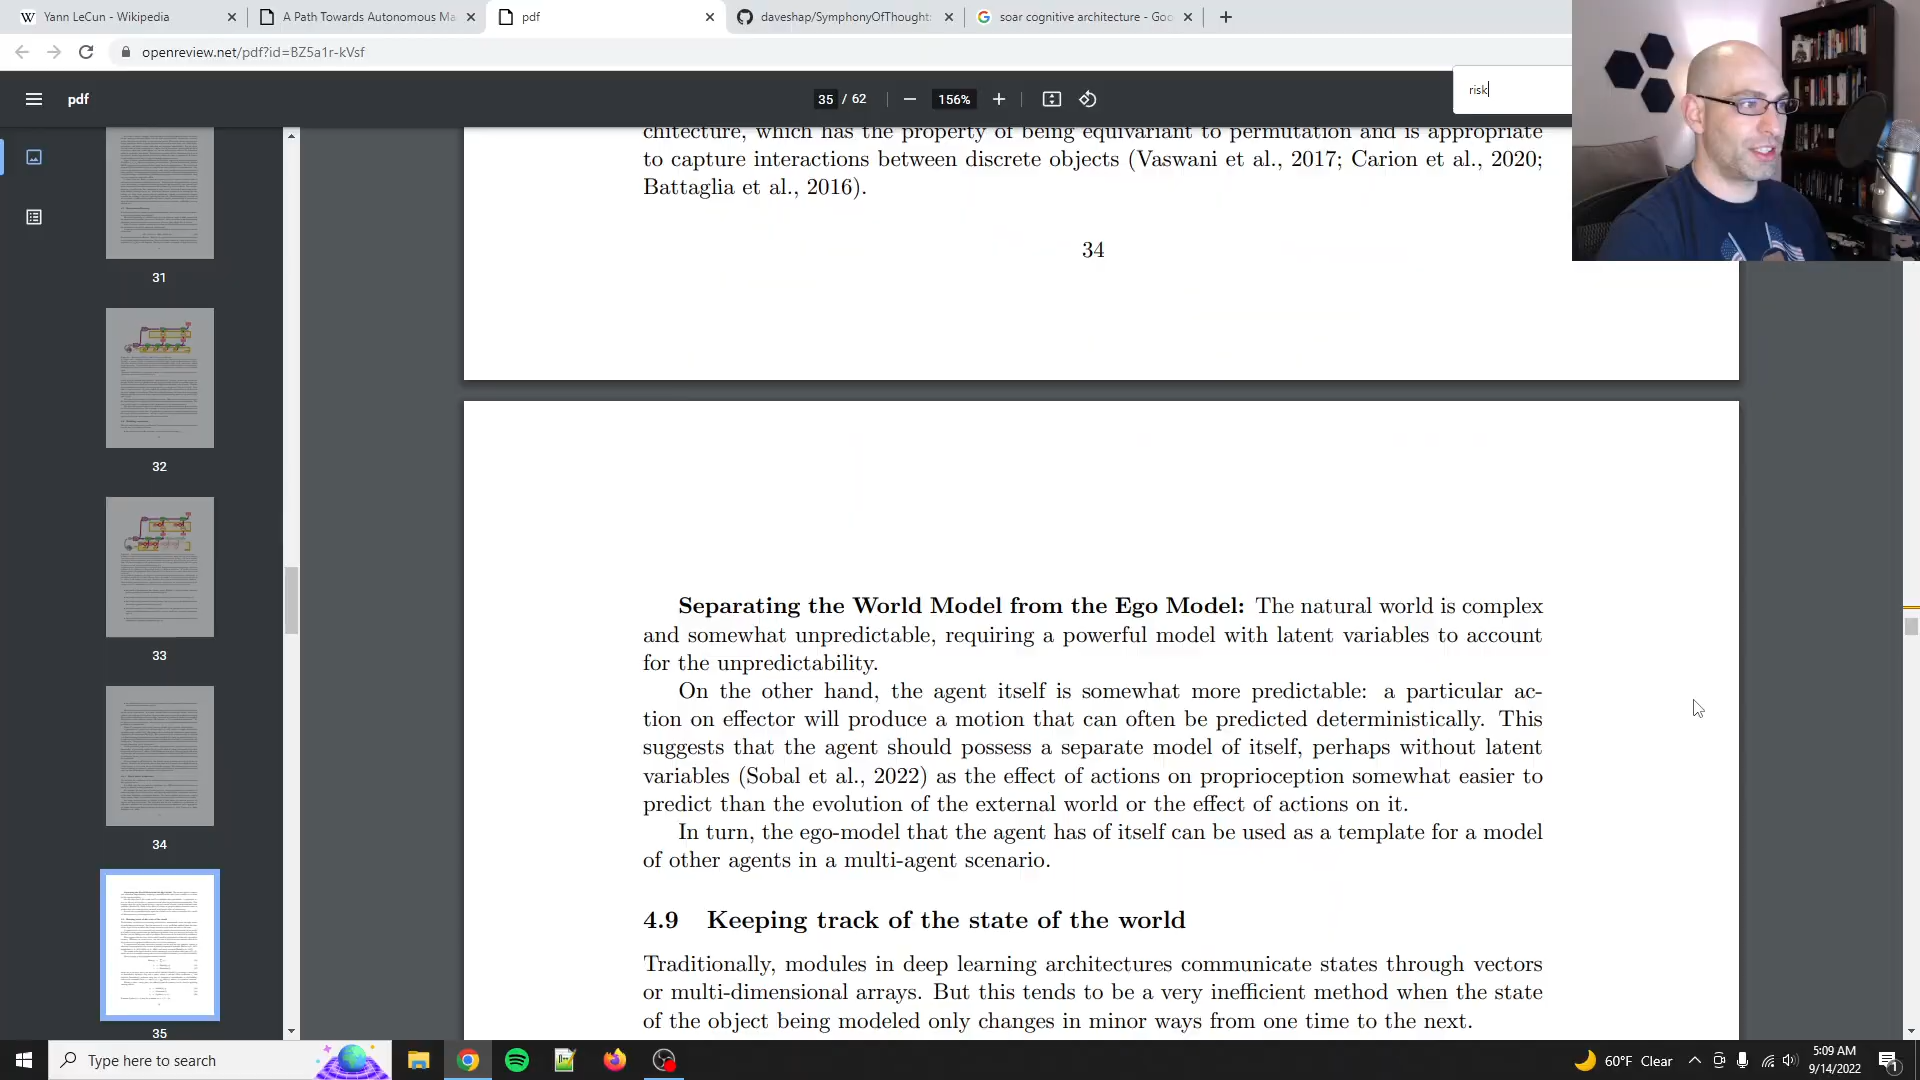 Yann LeCun - Wikipedia
A Path Towards Autonomous Ma
pdf
daveshap/SymphonyOfThought:
soar cognitive architecture - Goo
openreview.net/pdf?id=BZ5a1r-kVsf
pdf
35 / 62
156%
risk
31
32
33
34
35
chitecture, which has the property of being equivariant to permutation and is appropriate
to capture interactions between discrete objects (Vaswani et al., 2017; Carion et al., 2020;
Battaglia et al., 2016).
34
Separating the World Model from the Ego Model: The natural world is complex
and somewhat unpredictable, requiring a powerful model with latent variables to account
for the unpredictability.
On the other hand, the agent itself is somewhat more predictable: a particular ac-
tion on effector will produce a motion that can often be predicted deterministically. This
suggests that the agent should possess a separate model of itself, perhaps without latent
variables (Sobal et al., 2022) as the effect of actions on proprioception somewhat easier to
predict than the evolution of the external world or the effect of actions on it.
In turn, the ego-model that the agent has of itself can be used as a template for a model
of other agents in a multi-agent scenario.
4.9 Keeping track of the state of the world
Traditionally, modules in deep learning architectures communicate states through vectors
or multi-dimensional arrays. But this tends to be a very inefficient method when the state
of the object being modeled only changes in minor ways from one time to the next.
Type here to search
60°F Clear
5:09 AM
9/14/2022
1